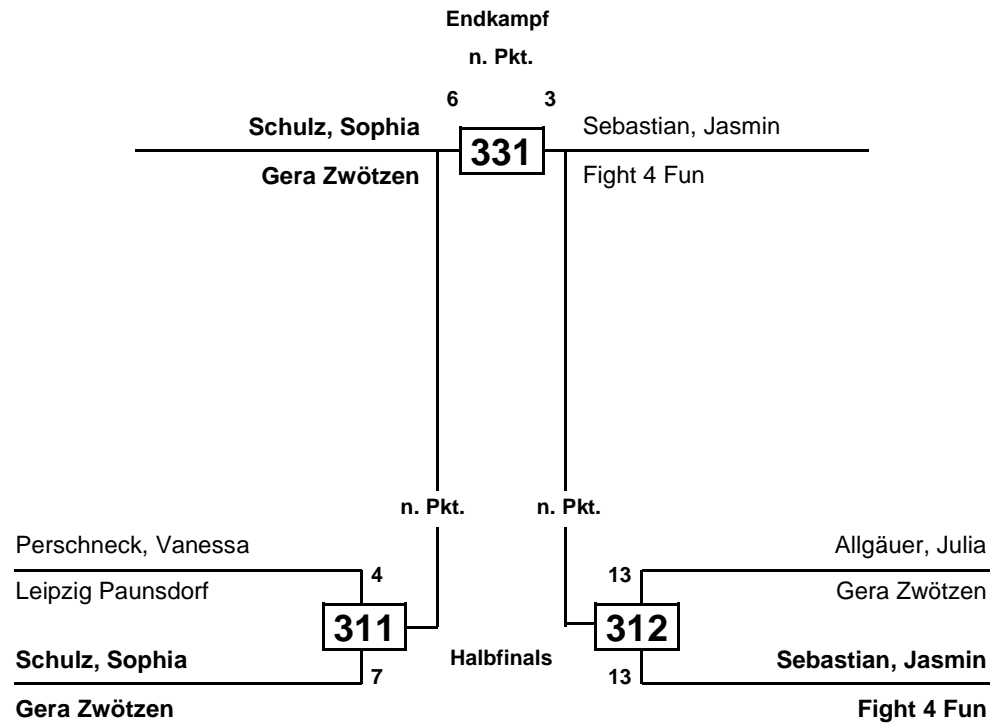 Endkampf
n. Pkt.
6 3
Schulz, Sophia 331 Sebastian, Jasmin
Gera Zwötzen Fight 4 Fun
n. Pkt. n. Pkt.
Perschneck, Vanessa Allgäuer, Julia
4 13
Leipzig Paunsdorf Gera Zwötzen
311 312
Schulz, Sophia Halbfinals Sebastian, Jasmin
7 13
Gera Zwötzen Fight 4 Fun